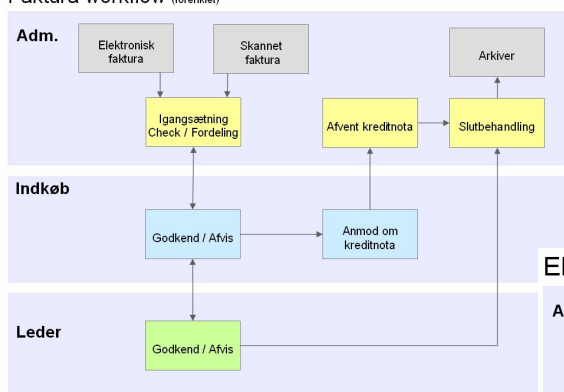 Faktura workflow (forenklet)
Adm.
Elektronisk
faktura
Skannet
faktura
Arkiver
Igangsætning
Check / Fordeling
Afvent kreditnota
Slutbehandling
Indkøb
Godkend / Afvis
Anmod om
kreditnota
Leder
Godkend / Afvis